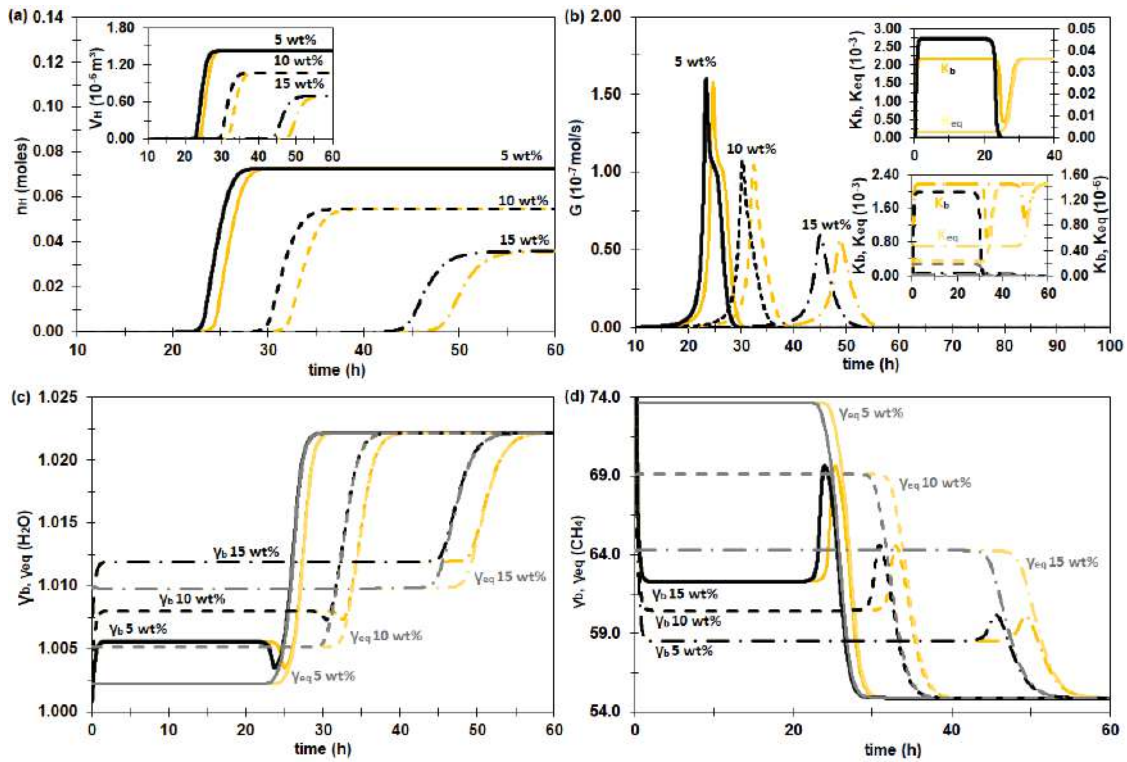 (a)
nH (moles)
0.14
0.12
0.10
0.08
0.06
0.04
0.02
0.00
10 20 30 40 50 60
time (h)
VH (10-6 m3)
1.80
1.20
0.60
0.00
10 20 30 40 50 60
5 wt%
10 wt%
15 wt%
5 wt%
10 wt%
15 wt%
(b)
G (10-7mol/s)
2.00
1.50
1.00
0.50
0.00
10 20 30 40 50 60 70 80 90 100
time (h)
5 wt%
10 wt%
15 wt%
Kb, Keq (10-3)
3.00
2.50
2.00
1.50
1.00
0.50
0.00
0.05
0.04
0.03
0.02
0.01
0.00
0 20 40
Kb
Keq
Kb, Keq (10-3)
2.40
1.60
0.80
0.00
1.60
1.20
0.80
0.40
0.00
Kb, Keq (10-6)
0 10 20 30 40 50 60
Kb
Keq
(c)
γb, γeq (H2O)
1.025
1.020
1.015
1.010
1.005
1.000
0 10 20 30 40 50 60
time (h)
γb 15 wt%
γeq 15 wt%
γb 10 wt%
γeq 10 wt%
γb 5 wt%
γeq 5 wt%
(d)
γb, γeq (CH4)
74.0
69.0
64.0
59.0
54.0
0 20 40 60
time (h)
γeq 5 wt%
γeq 10 wt%
γeq 15 wt%
γb 15 wt%
γb 10 wt%
γb 5 wt%